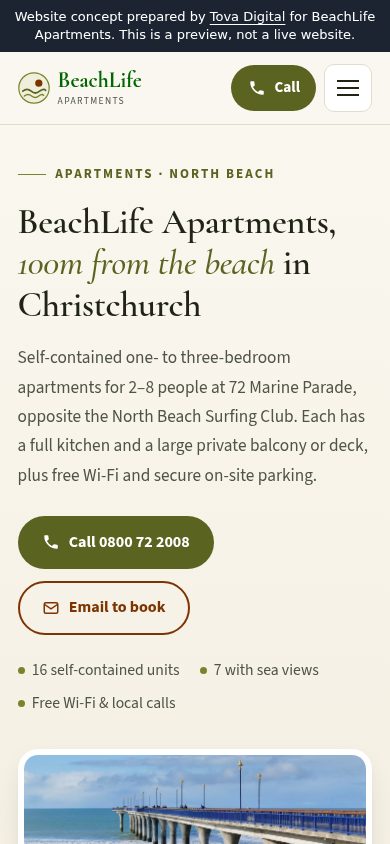 Website concept prepared by Tova Digital for BeachLife
Apartments. This is a preview, not a live website.
BeachLife
APARTMENTS
Call
APARTMENTS · NORTH BEACH
BeachLife Apartments,
100m from the beach in
Christchurch
Self-contained one- to three-bedroom
apartments for 2–8 people at 72 Marine Parade,
opposite the North Beach Surfing Club. Each has
a full kitchen and a large private balcony or deck,
plus free Wi-Fi and secure on-site parking.
Call 0800 72 2008
Email to book
16 self-contained units
7 with sea views
Free Wi-Fi & local calls